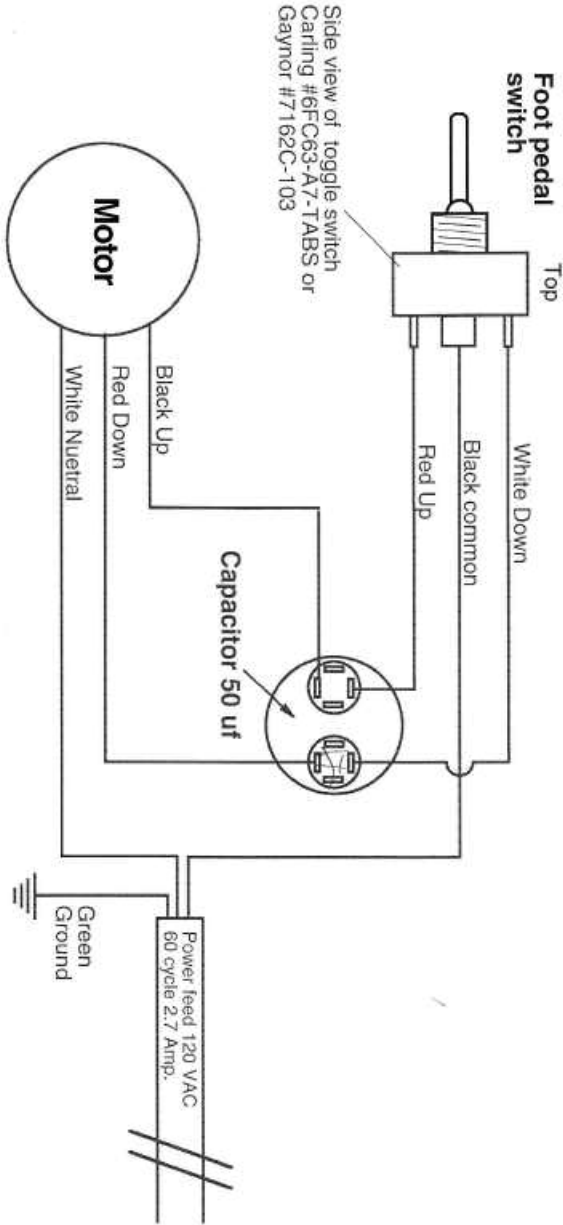 Foot pedal
switch
Top
Side view of toggle switch
Carling #6FC63-A7-TABS or
Gaynor #7162C-103
White Down
Black common
Red Up
Motor
Black Up
Red Down
White Nuetral
Capacitor 50 uf
Green
Ground
Power feed 120 VAC
60 cycle 2.7 Amp.